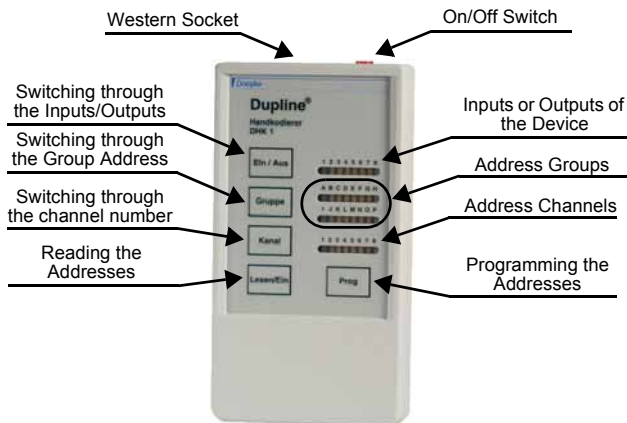 Western Socket
On/Off Switch
Switching through
the Inputs/Outputs
Switching through
the Group Address
Switching through
the channel number
Reading the
Addresses
Doepke
Dupline®
Handkodierer
DHK 1
Ein / Aus
Gruppe
Kanal
Lesen/Ein
1 2 3 4 5 6 7 8
A B C D E F G H
I J K L M N O P
1 2 3 4 5 6 7 8
Prog
Inputs or Outputs of
the Device
Address Groups
Address Channels
Programming the
Addresses